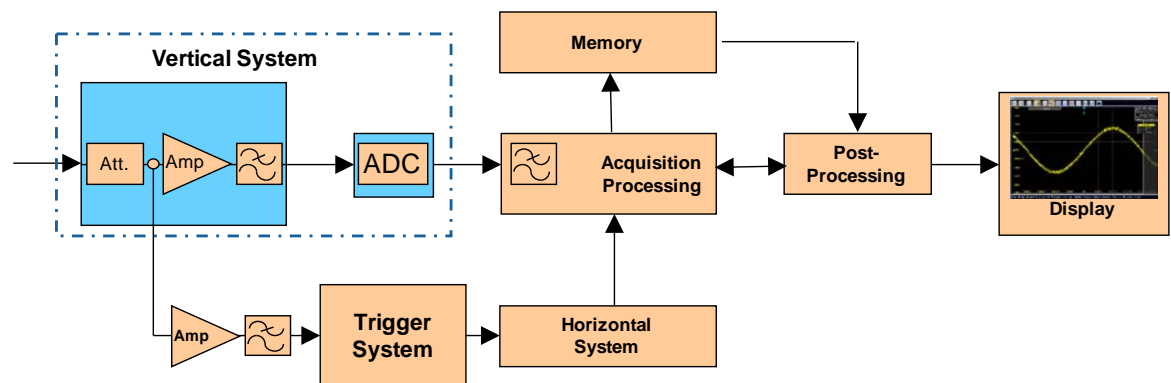 Vertical System
Att.
Amp
ADC
Memory
Acquisition
Processing
Post-
Processing
Display
Amp
Trigger
System
Horizontal
System